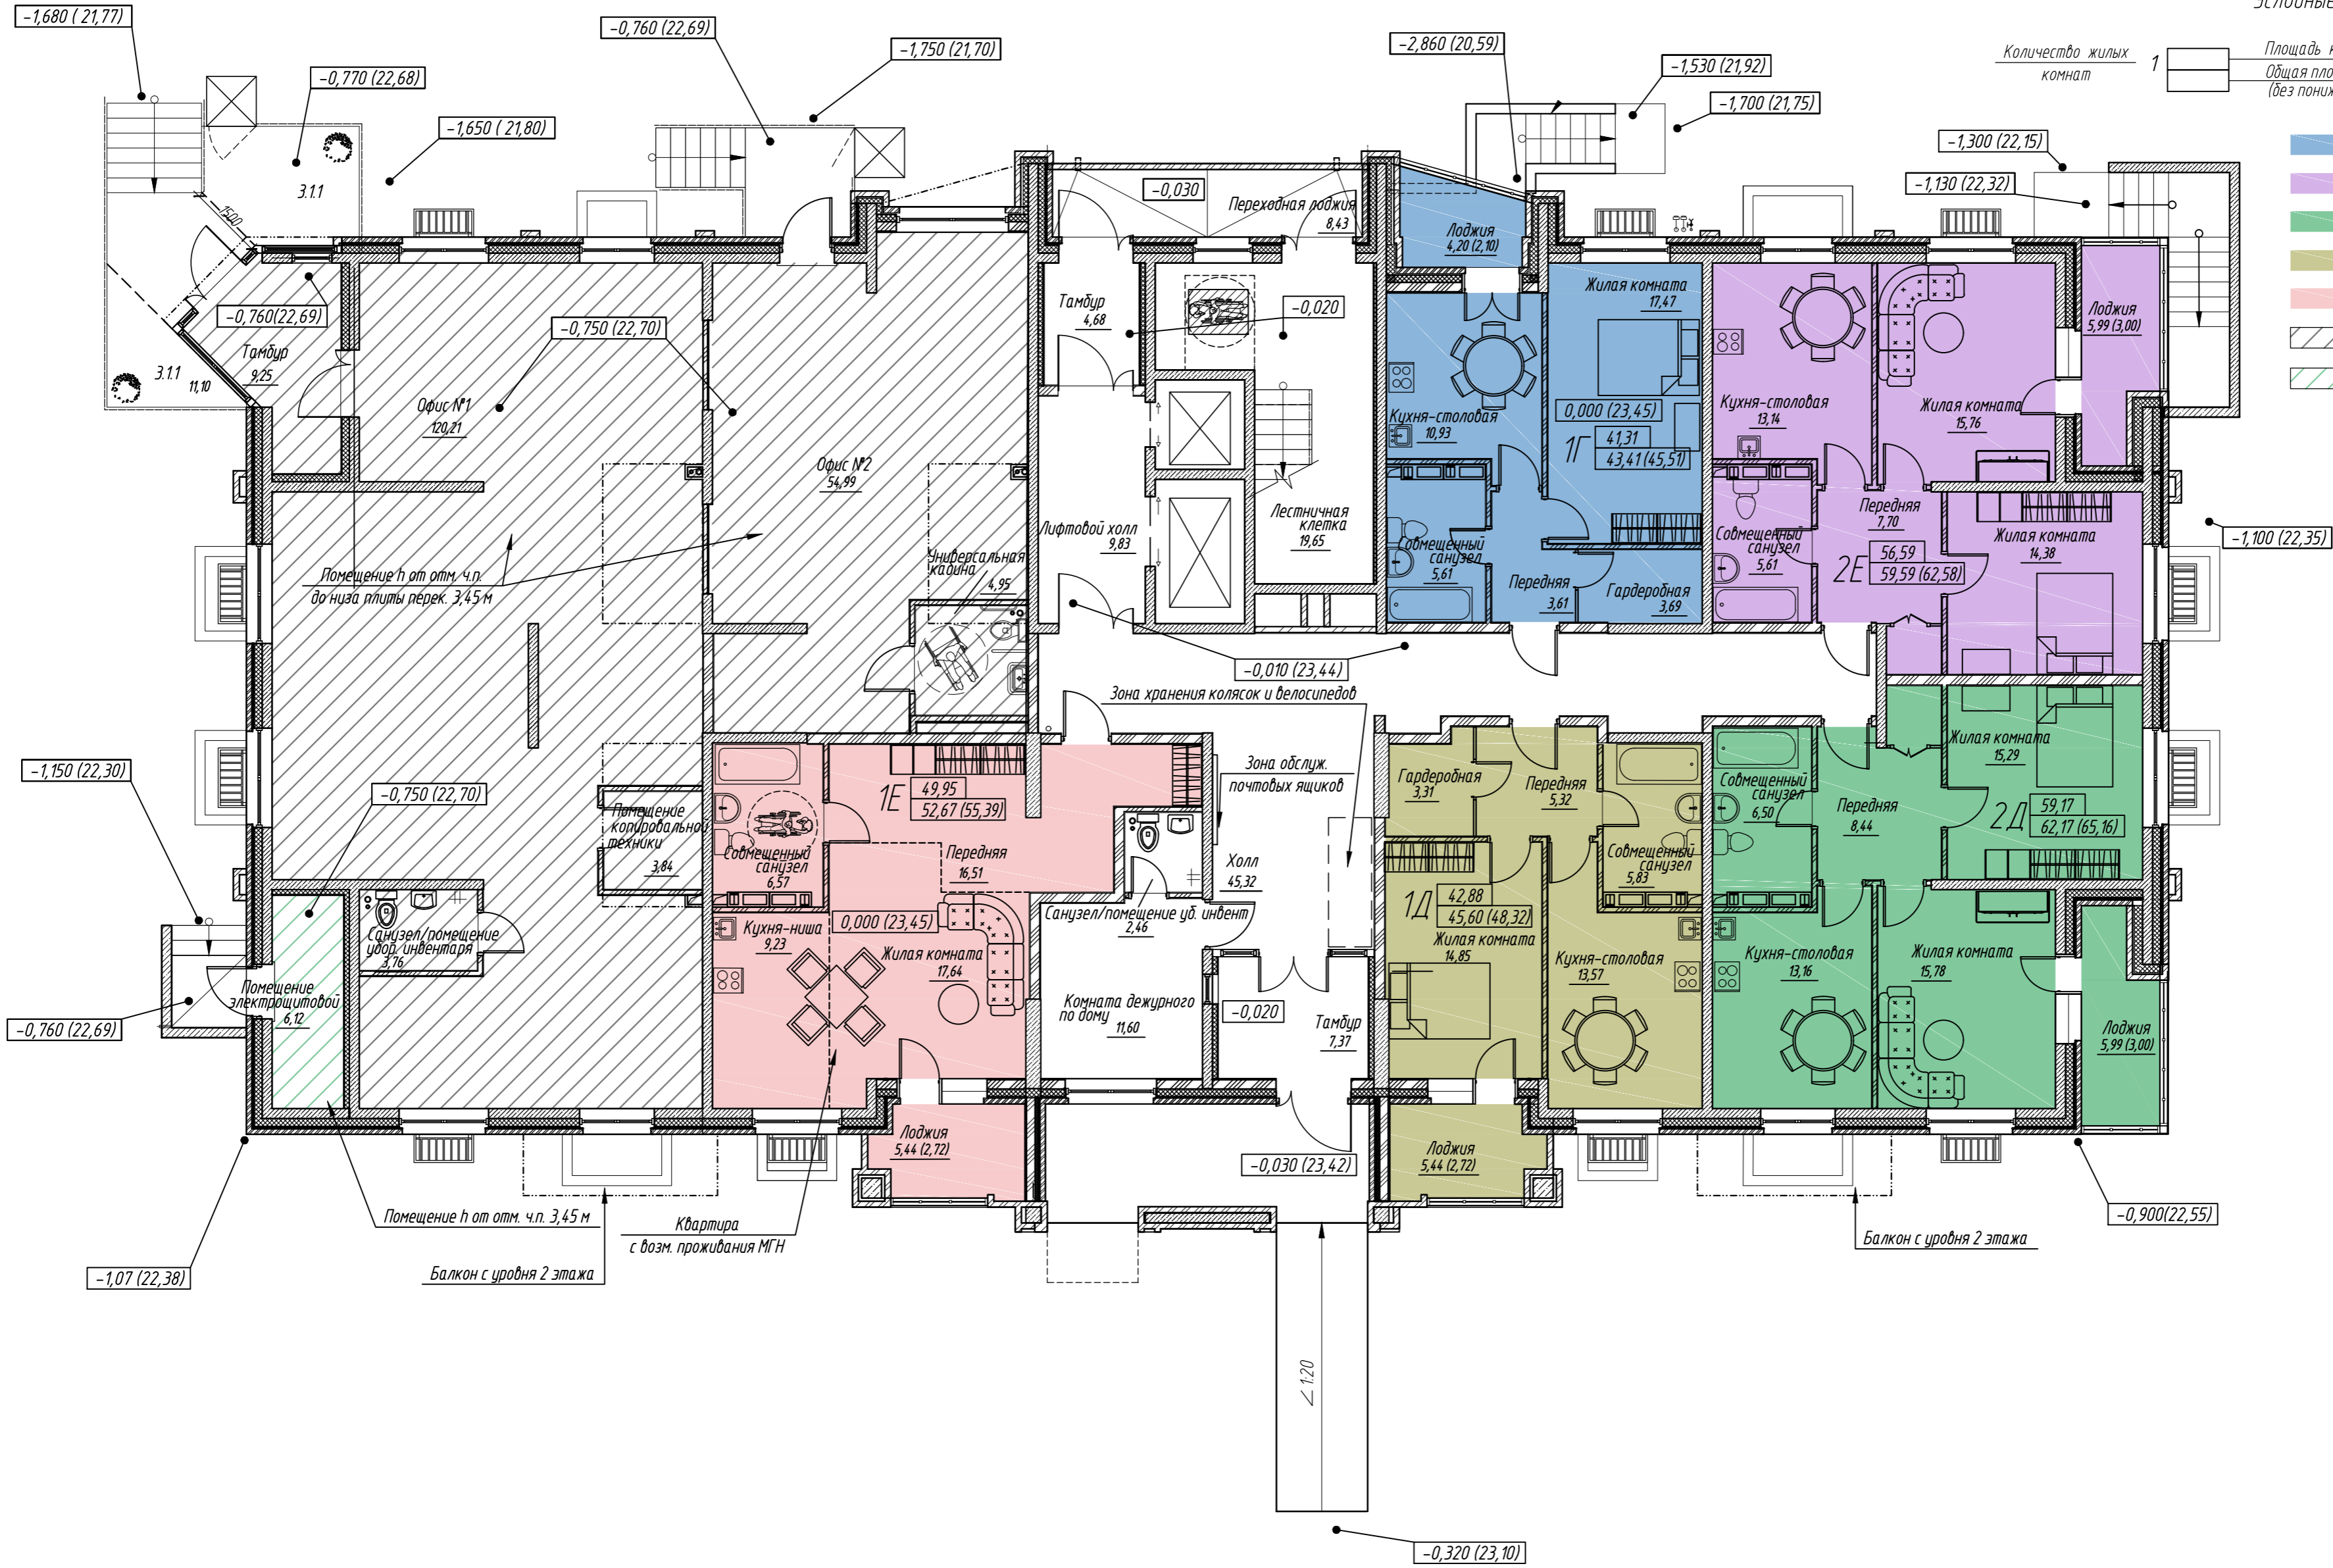 -1,680 ( 21,77)
-0,770 (22,68)
-1,650 ( 21,80)
-0,760 (22,69)
-1,750 (21,70)
-2,860 (20,59)
-1,530 (21,92)
-1,700 (21,75)
Количество жилых
комнат
1
-1,300 (22,15)
-1,130 (22,32)
3.1.1
1500
-0,030
Переходная лоджия
8,43
Лоджия
4,20 (2,10)
-0,760(22,69)
Тамбур
9,25
3.1.1
11,10
-0,750 (22,70)
Офис №1
120,21
Офис №2
54,99
Тамбур
4,68
-0,020
Жилая комната
17,47
Кухня-столовая
10,93
0,000 (23,45)
1Г
41,31
43,41 (45,51)
Кухня-столовая
13,14
Жилая комната
15,76
Лоджия
5,99 (3,00)
Лифтовой холл
9,83
Лестничная
клетка
19,65
Универсальная
кабина
4,95
Помещение h от отм. ч.п.
до низа плиты перек. 3,45 м
Совмещенный
санузел
5,61
Передняя
3,61
Гардеробная
3,69
Совмещенный
санузел
5,61
Передняя
7,70
2Е
56,59
59,59 (62,58)
Жилая комната
14,38
-1,100 (22,35)
-0,010 (23,44)
Зона хранения колясок и велосипедов
-1,150 (22,30)
-0,750 (22,70)
Помещение
копировальной
техники
3,84
1Е
49,95
52,67 (55,39)
Совмещенный
санузел
6,57
Передняя
16,51
Зона обслуж.
почтовых ящиков
Холл
45,32
Гардеробная
3,31
Передняя
5,32
Совмещенный
санузел
5,83
Совмещенный
санузел
6,50
Передняя
8,44
Жилая комната
15,29
2Д
59,17
62,17 (65,16)
Санузел/помещение
убор. инвентаря
3,76
Кухня-ниша
9,23
0,000 (23,45)
Жилая комната
17,64
Санузел/помещение уб. инвент
2,46
1Д
42,88
45,60 (48,32)
Жилая комната
14,85
Кухня-столовая
13,57
Кухня-столовая
13,16
Жилая комната
15,78
Помещение
электрощитовой
6,12
-0,760 (22,69)
Комната дежурного
по дому
11,60
-0,020
Тамбур
7,37
Лоджия
5,99 (3,00)
Лоджия
5,44 (2,72)
-0,030 (23,42)
Лоджия
5,44 (2,72)
Помещение h от отм. ч.п. 3,45 м
Квартира
с возм. проживания МГН
-0,900(22,55)
Балкон с уровня 2 этажа
-1,07 (22,38)
Балкон с уровня 2 этажа
∠ 1:20
-0,320 (23,10)